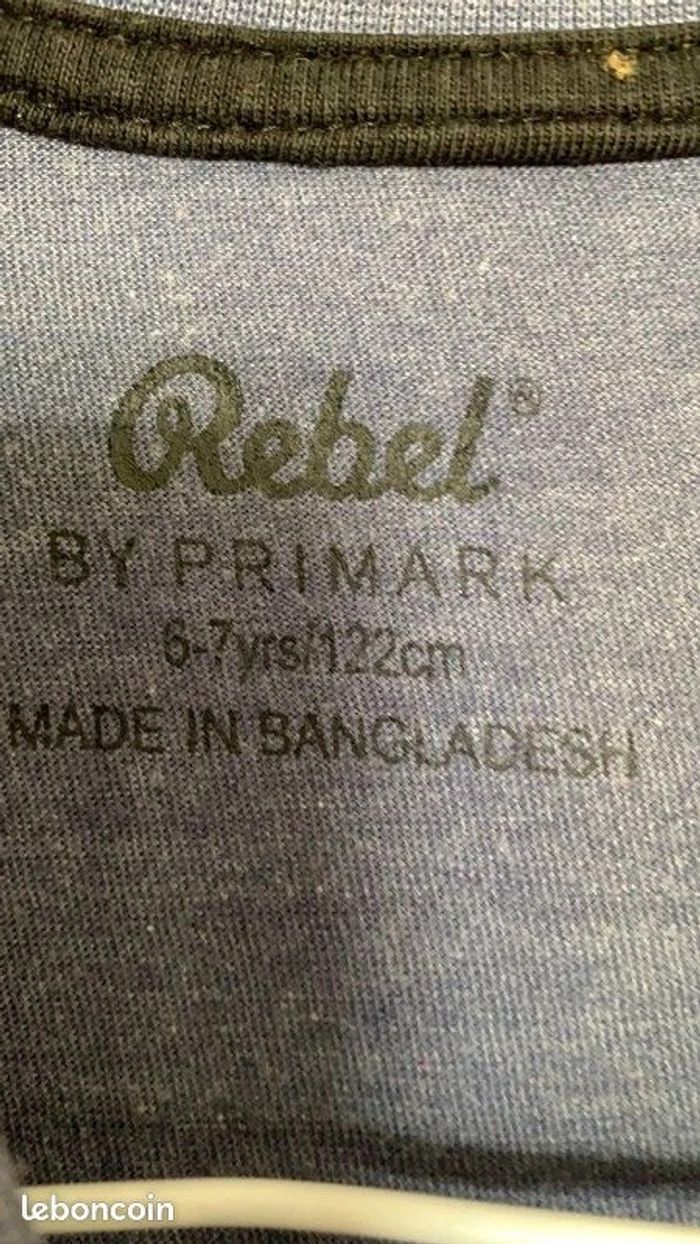 Rebel®
BY PRIMARK
6-7yrs/122cm
MADE IN BANGLADESH
leboncoin